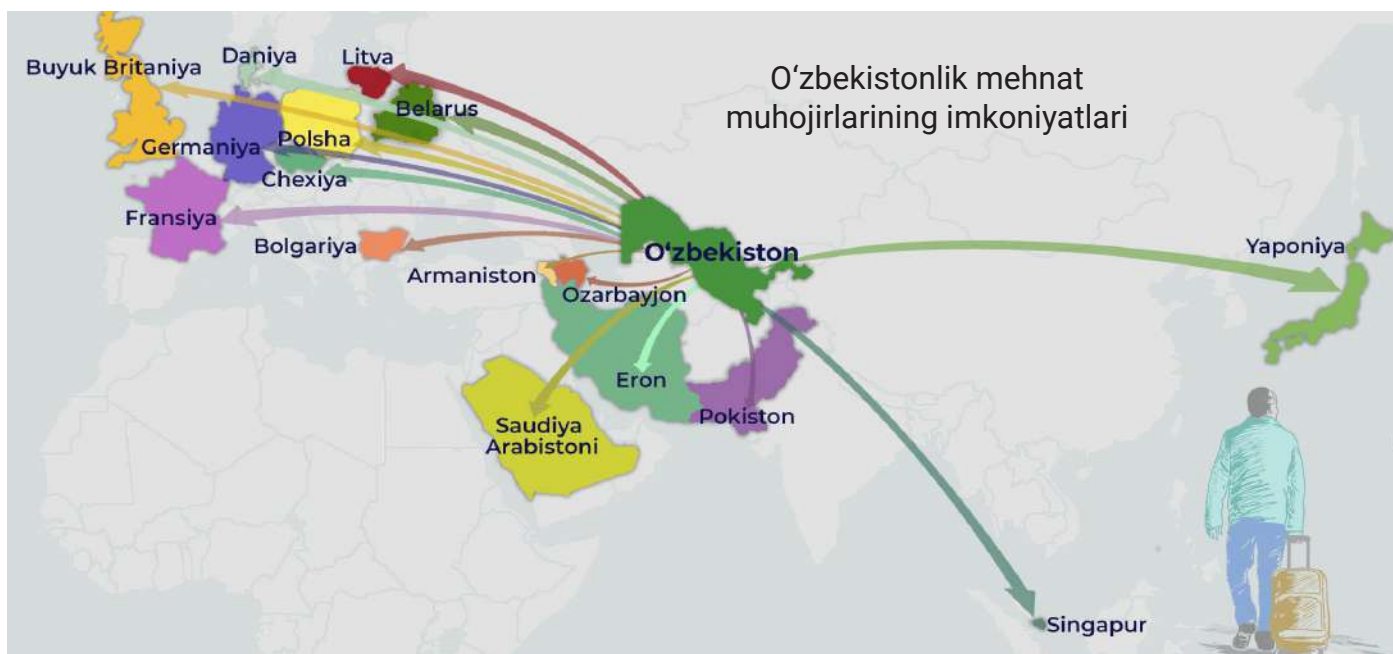 O‘zbekistonlik mehnat
muhojirlarining imkoniyatlari
Buyuk Britaniya
Daniya
Litva
Belarus
Germaniya
Polsha
Chexiya
Fransiya
Bolgariya
O‘zbekiston
Armaniston
Ozarbayjon
Yaponiya
Eron
Pokiston
Saudiya
Arabistoni
Singapur